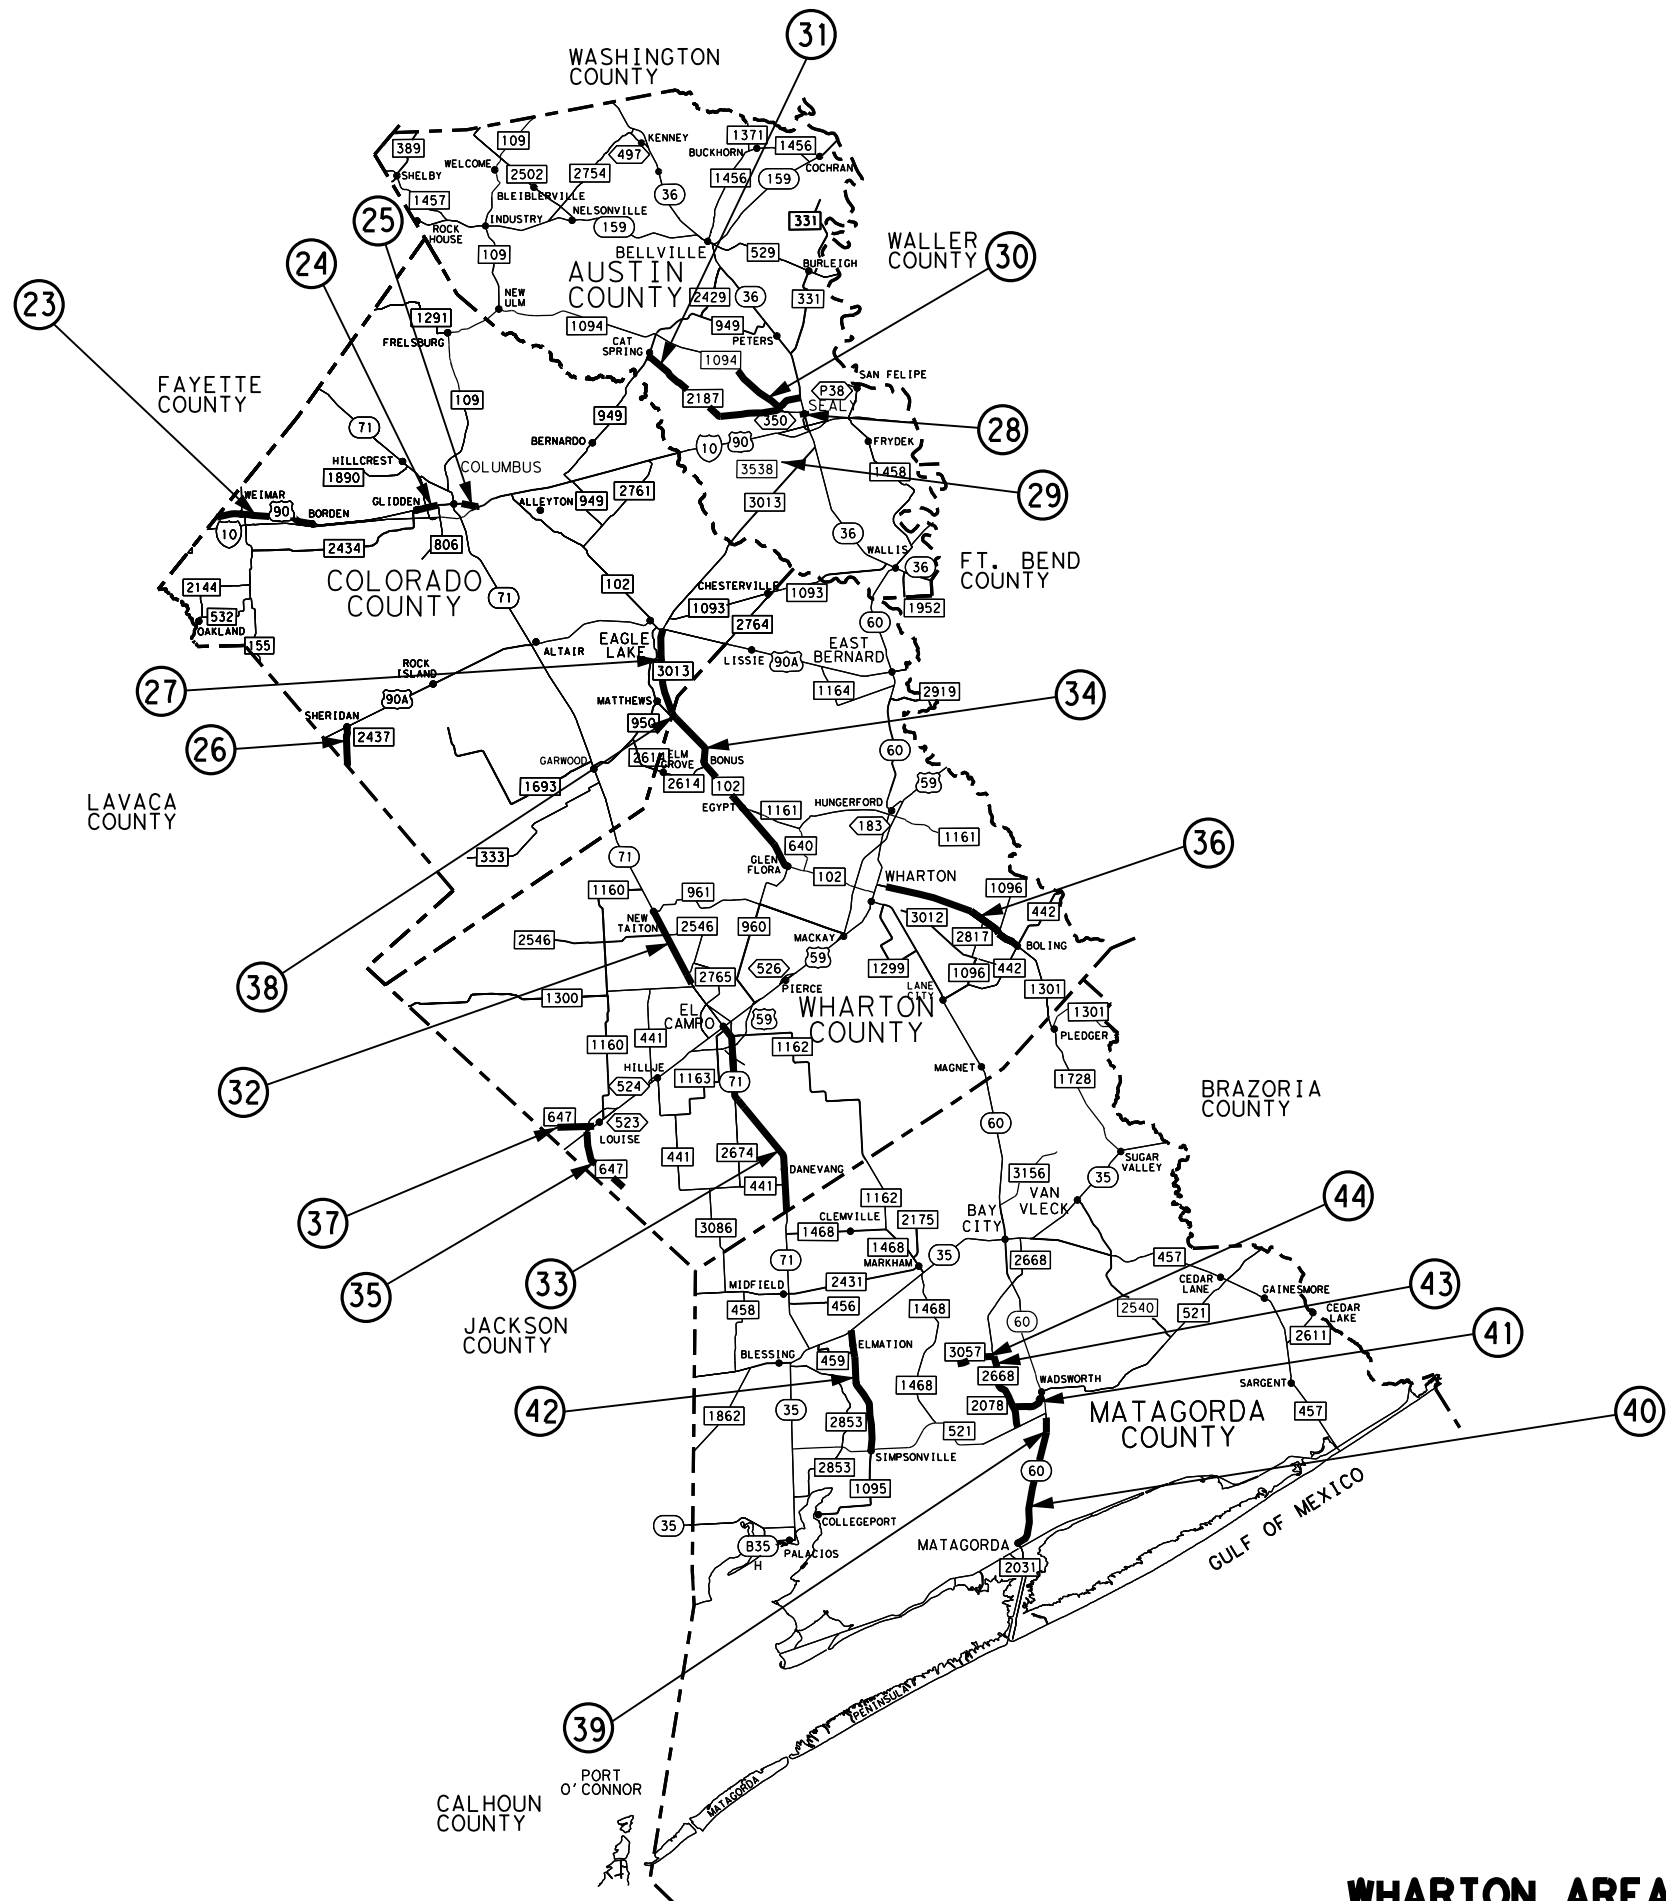 31
WASHINGTON
COUNTY
389
109
KENNEY
497
1371
BUCKHORN
1456
COCHRAN
WELCOME
2502
2754
SHELBY
BLEIBLERVILLE
36
1456
159
1457
INDUSTRY
NELSONVILLE
159
331
25
ROCK
HOUSE
109
BELLVILLE
529
BURLEIGH
WALLER
COUNTY
30
24
AUSTIN
COUNTY
23
NEW
ULM
2429
36
331
1291
1094
949
PETERS
FRELSBURG
CAT
SPRING
1094
SAN FELIPE
FAYETTE
COUNTY
109
2187
P38
SEALY
350
28
71
949
BERNARDO
10
90
FRYDEK
HILLCREST
COLUMBUS
3538
1458
1890
29
WEIMAR
90
BORDEN
GLIDDEN
ALLEYTON
949
2761
3013
10
2434
806
36
WALLIS
36
FT. BEND
COUNTY
2144
COLORADO
COUNTY
102
CHESTERVILLE
1093
1093
1952
532
OAKLAND
71
2764
60
155
ALTAIR
EAGLE
LAKE
LISSIE
90A
EAST
BERNARD
ROCK
ISLAND
3013
27
90A
MATTHEWS
1164
2919
34
SHERIDAN
2437
950
26
GARWOOD
2614
ELM
GROVE
2614
BONUS
60
59
1693
102
LAVACA
COUNTY
EGYPT
1161
HUNGERFORD
183
1161
333
71
640
36
GLEN
FLORA
102
WHARTON
1096
1160
961
442
NEW
TAITON
2546
960
3012
2817
2546
MACKAY
59
BOLING
38
2765
526
PIERCE
1299
1096
442
LANE
CITY
1301
1300
EL
CAMPO
59
WHARTON
COUNTY
1301
PLEDGER
441
1160
1162
HILLJE
MAGNET
32
524
1163
71
1728
BRAZORIA
COUNTY
647
523
LOUISE
60
441
2674
SUGAR
VALLEY
647
DANEVANG
441
3156
35
37
1162
VAN
VLECK
44
3086
CLEMVILLE
1468
2175
BAY
CITY
71
1468
MARKHAM
35
2668
457
35
33
MIDFIELD
2431
CEDAR
LANE
GAINESMORE
43
458
456
1468
2540
521
CEDAR
LAKE
JACKSON
COUNTY
60
2611
41
ELMATION
BLESSING
459
3057
2668
WADSWORTH
SARGENT
42
1468
2078
MATAGORDA
COUNTY
457
40
1862
35
2853
521
SIMPSONVILLE
2853
60
1095
35
COLLEGEPORT
B35
H
PALACIOS
MATAGORDA
GULF OF MEXICO
2031
39
PENINSULA
MATAGORDA
PORT
O'CONNOR
CALHOUN
COUNTY
WHARTON AREA